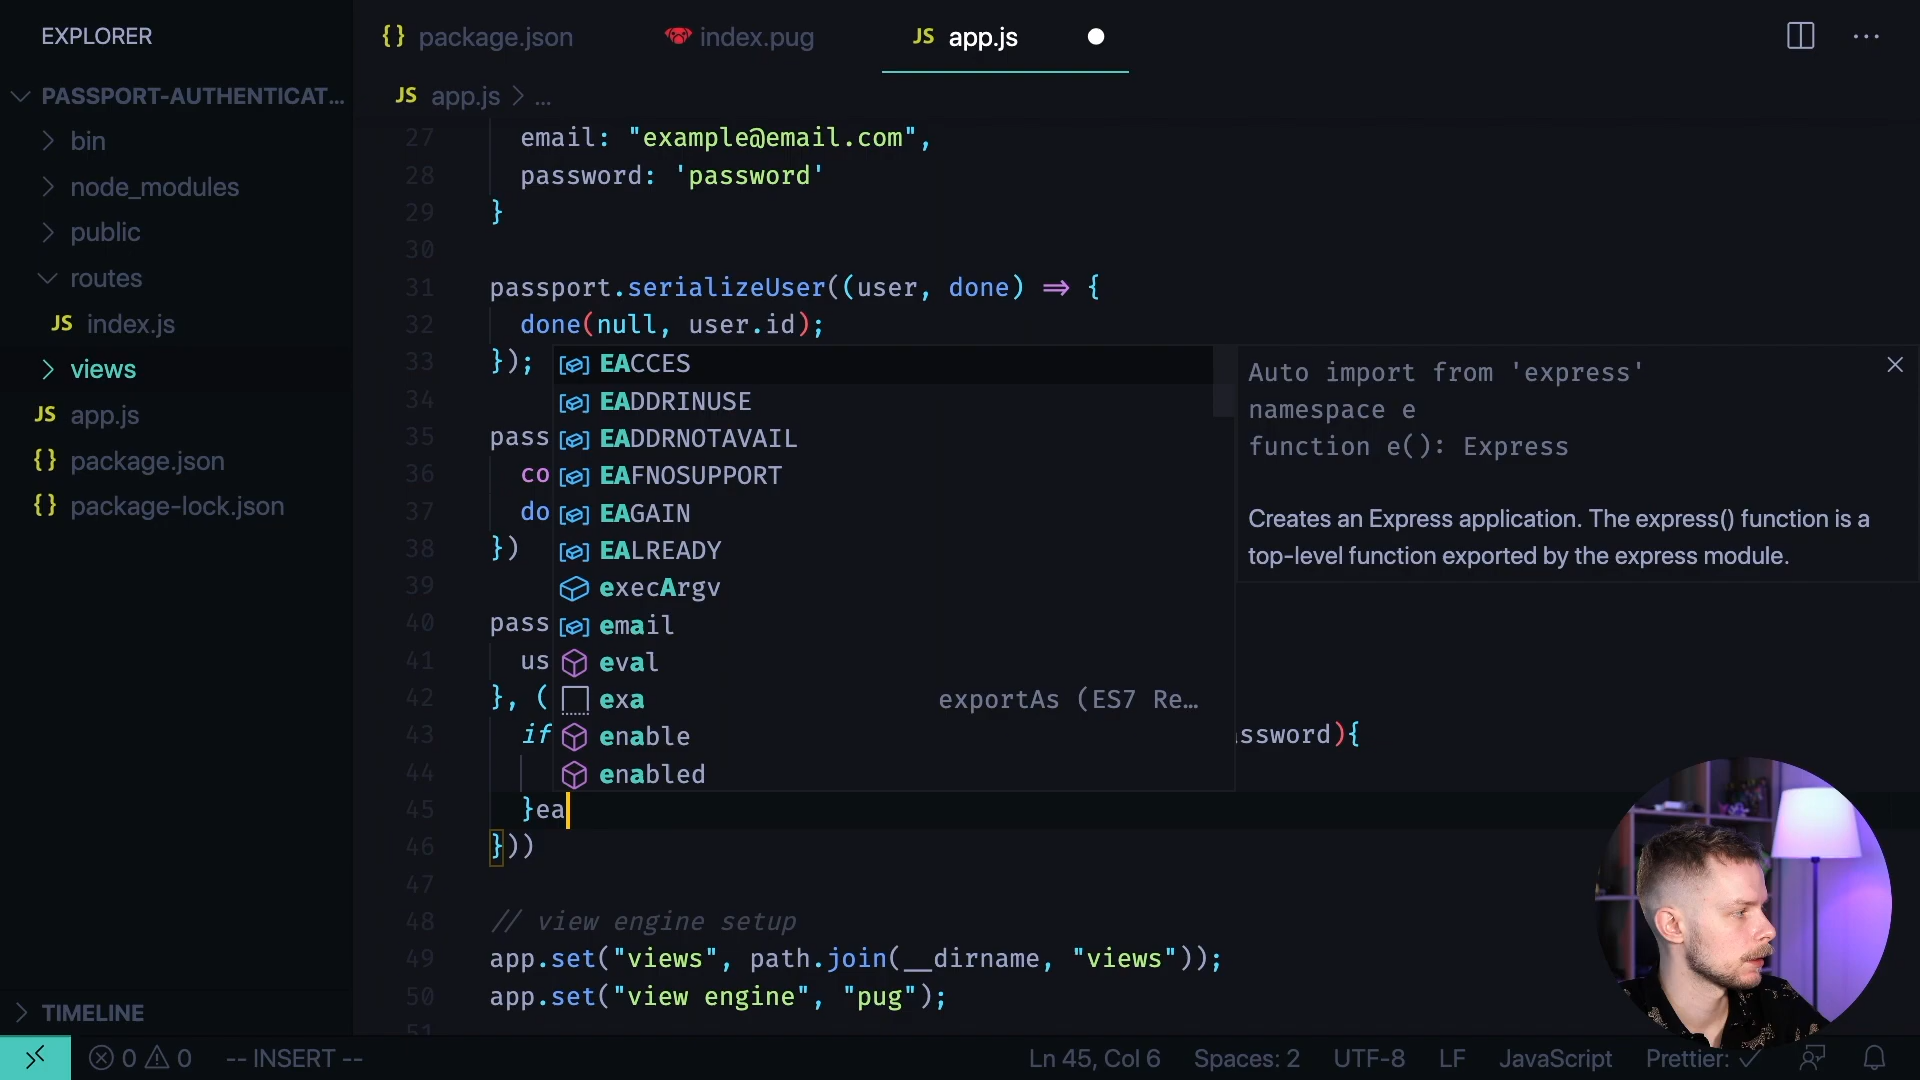 EXPLORER
PASSPORT-AUTHENTICAT...
bin
node_modules
public
routes
JS index.js
views
JS app.js
{} package.json
{} package-lock.json
TIMELINE
{} package.json
index.pug
JS app.js
JS app.js > ...
27 email: "example@email.com",
28 password: 'password'
29 }
30
31 passport.serializeUser((user, done) => {
32 done(null, user.id);
33 });
34
35 pass
36 co
37 do
38 })
39
40 pass
41 us
42 }, (
43 if ssword){
44
45 }ea
46 }))
47
48 // view engine setup
49 app.set("views", path.join(__dirname, "views"));
50 app.set("view engine", "pug");
51
EACCES
EADDRINUSE
EADDRNOTAVAIL
EAFNOSUPPORT
EAGAIN
EALREADY
execArgv
email
eval
exa exportAs (ES7 Re...
enable
enabled
Auto import from 'express'
namespace e
function e(): Express
Creates an Express application. The express() function is a
top-level function exported by the express module.
0 0 -- INSERT -- Ln 45, Col 6 Spaces: 2 UTF-8 LF JavaScript Prettier: ✓